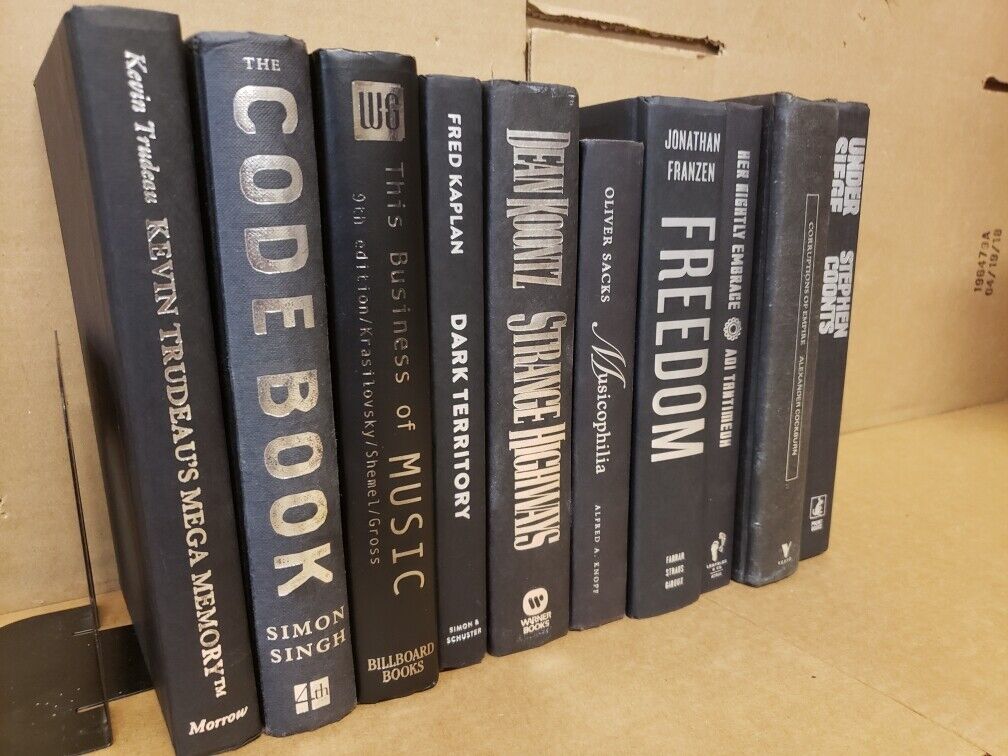 Kevin Trudeau KEVIN TRUDEAU'S MEGA MEMORY™
Morrow
THE
CODE BOOK
SIMON
SINGH
4th
This Business of MUSIC
9th edition/Krasilovsky/Shemel/Gross
BILLBOARD
BOOKS
FRED KAPLAN DARK TERRITORY
SIMON &
SCHUSTER
DEAN KOONTZ STRANGE HIGHWAYS
WARNER
BOOKS
OLIVER SACKS Musicophilia ALFRED A. KNOPF
JONATHAN
FRANZEN
FREEDOM
FARRAR
STRAUS
GIROUX
HER NIGHTLY EMBRACE ADI TANTIMEDH
CORRUPTIONS OF EMPIRE ALEXANDER COCKBURN
V
VERSO
UNDER
SIEGE
STEPHEN
COONTS
196473A
04/19/18